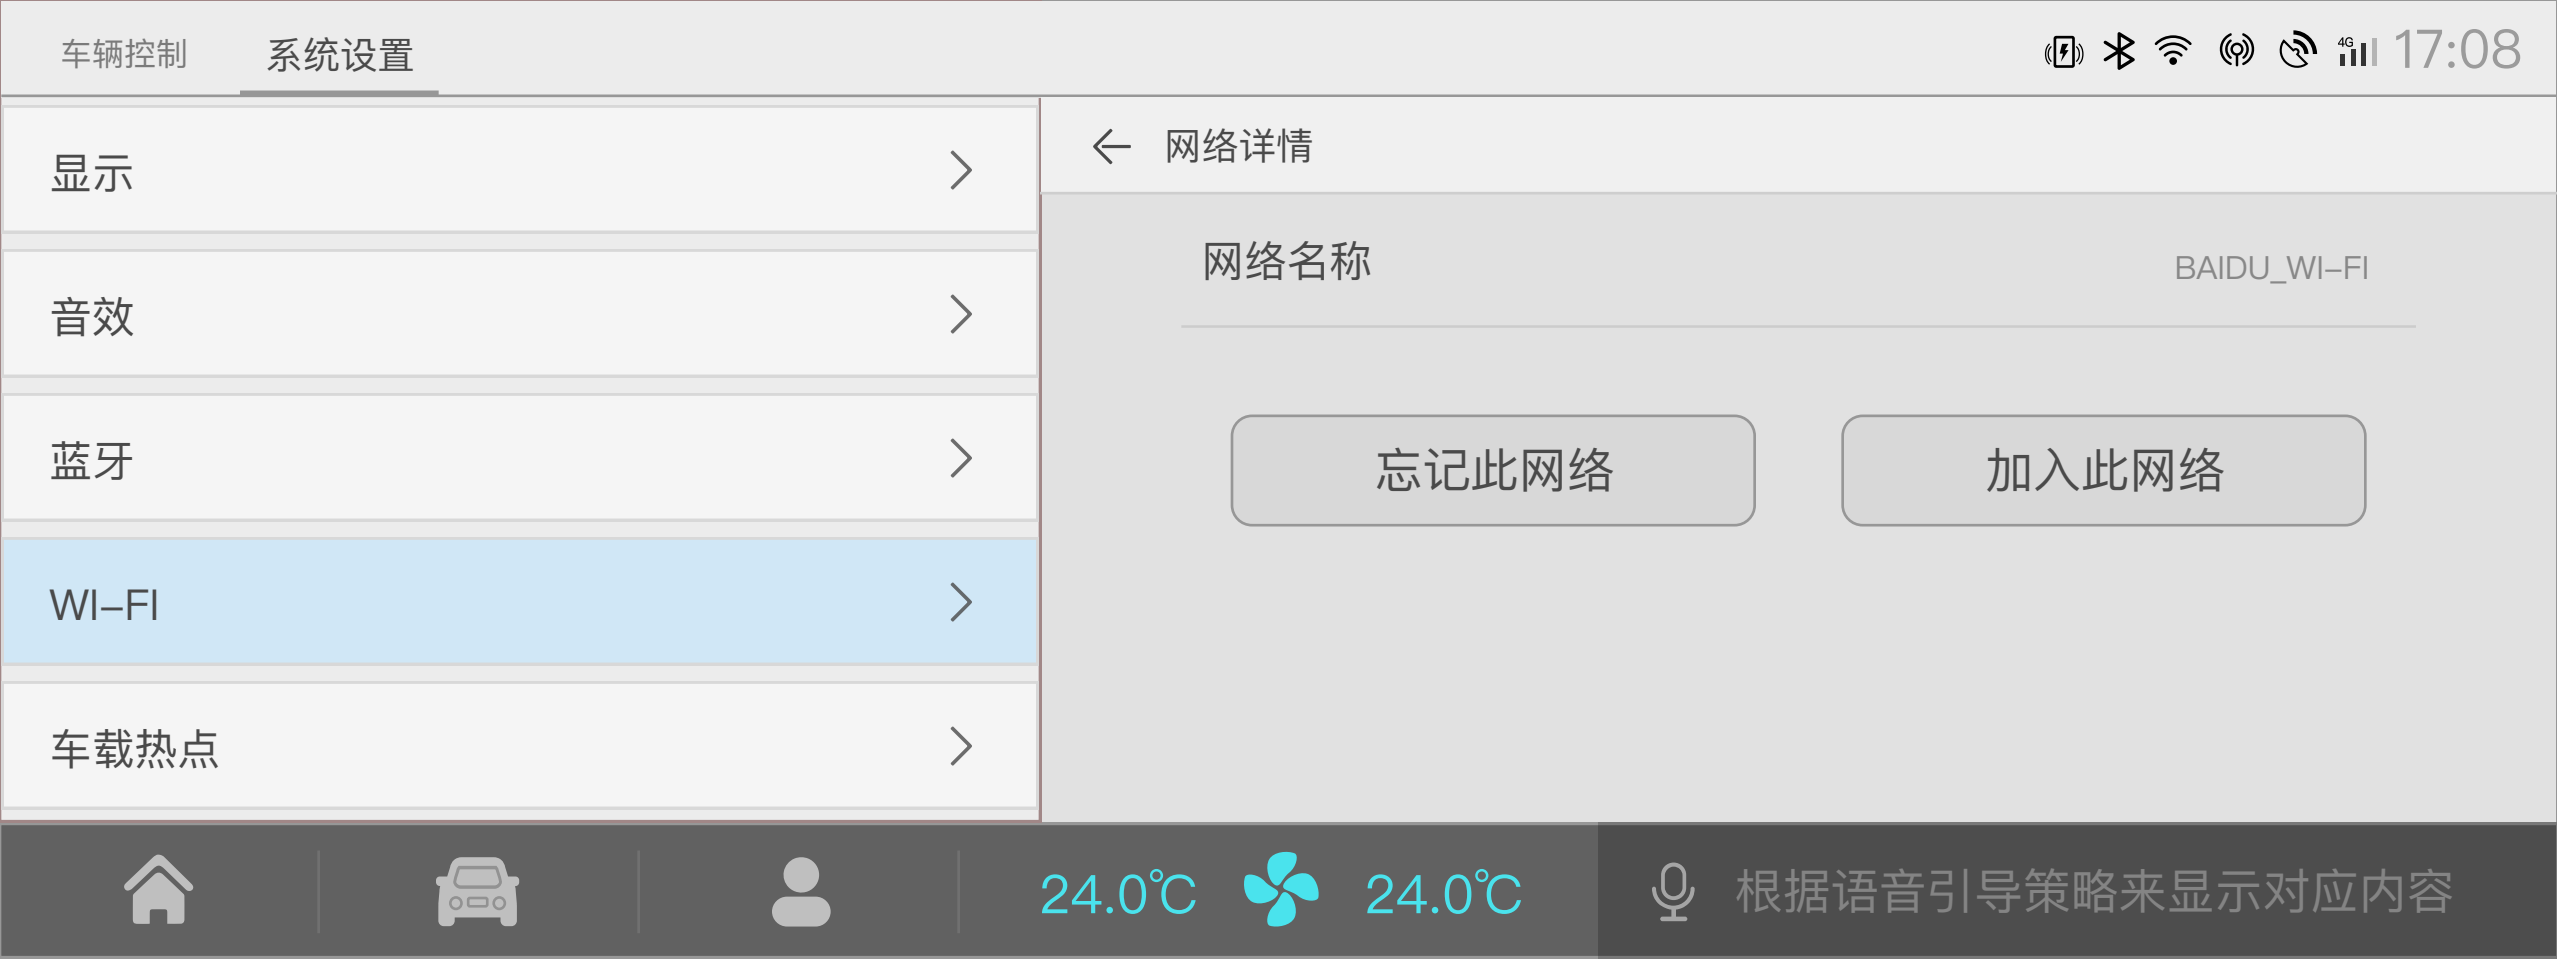 车辆控制 系统设置 4G 17:08
显示
音效
蓝牙
WI-FI
车载热点
网络详情
网络名称 BAIDU_WI-FI
忘记此网络 加入此网络
24.0℃ 24.0℃ 根据语音引导策略来显示对应内容